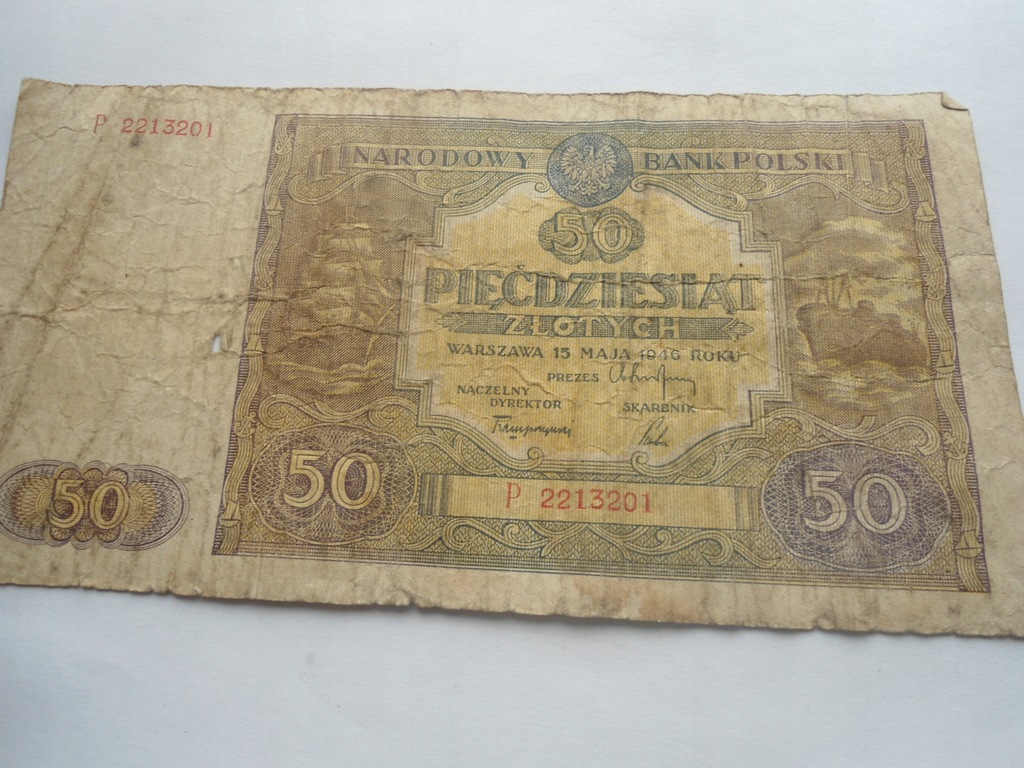 P 2213201
NARODOWY BANK POLSKI
50
PIĘĆDZIESIĄT
ZŁOTYCH
WARSZAWA 15 MAJA 1946 ROKU
PREZES
NACZELNY
DYREKTOR
SKARBNIK
50
50
P 2213201
50